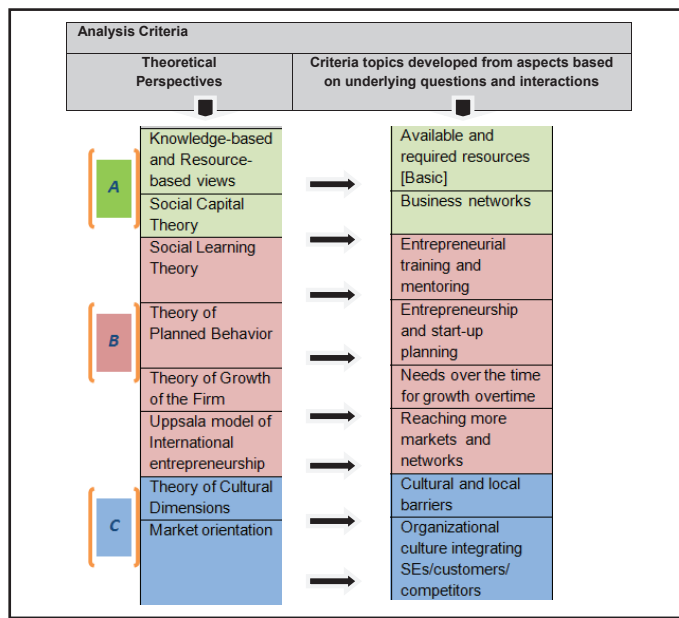 Analysis Criteria
Theoretical
Perspectives
Criteria topics developed from aspects based
on underlying questions and interactions
A
Knowledge-based
and Resource-
based views
Available and
required resources
[Basic]
Social Capital
Theory
Business networks
Social Learning
Theory
Entrepreneurial
training and
mentoring
B
Theory of
Planned Behavior
Entrepreneurship
and start-up
planning
Theory of Growth
of the Firm
Needs over the time
for growth overtime
Uppsala model of
International
entrepreneurship
Reaching more
markets and
networks
C
Theory of Cultural
Dimensions
Cultural and local
barriers
Market orientation
Organizational
culture integrating
SEs/customers/
competitors